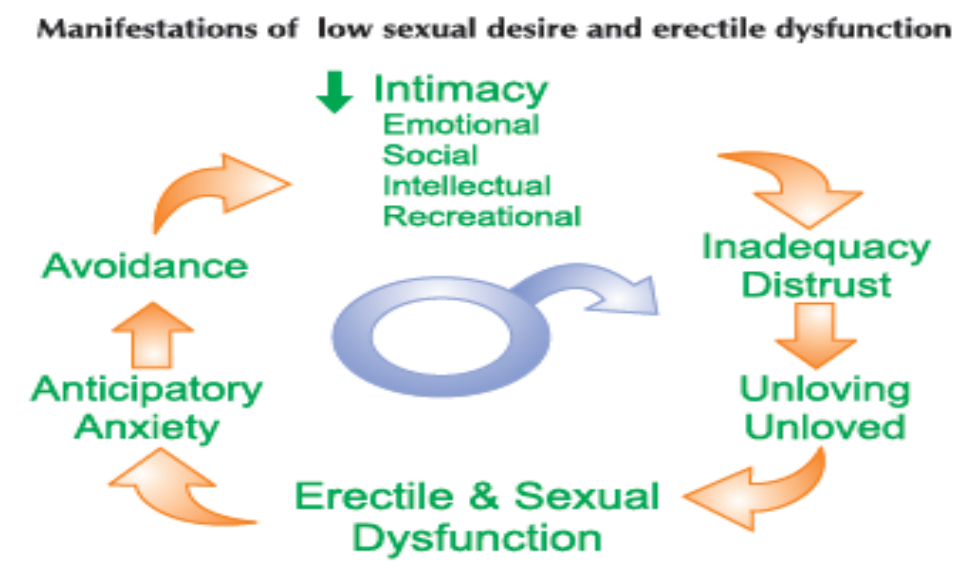 Manifestations of low sexual desire and erectile dysfunction
Intimacy
Emotional
Social
Intellectual
Recreational
Inadequacy
Distrust
Unloving
Unloved
Erectile & Sexual
Dysfunction
Anticipatory
Anxiety
Avoidance